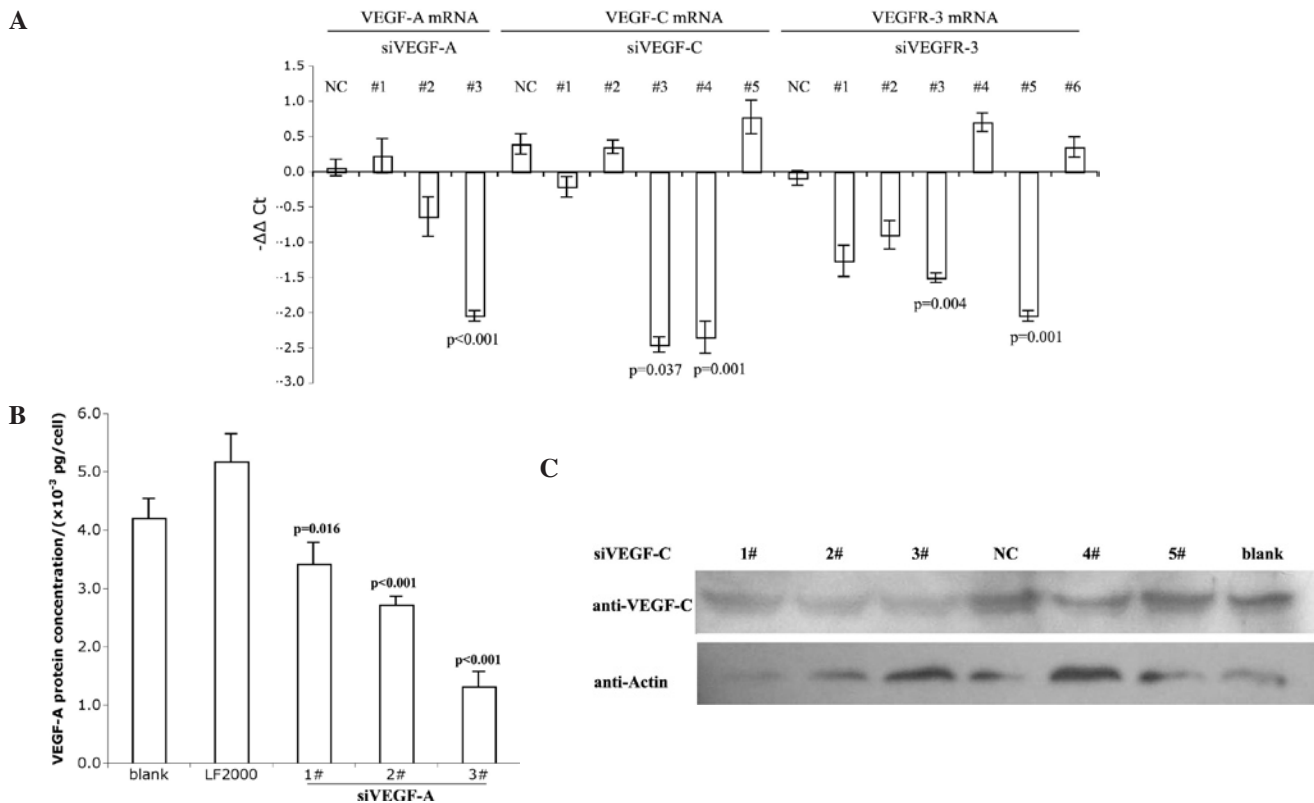 A
VEGF-A mRNA VEGF-C mRNA VEGFR-3 mRNA
siVEGF-A siVEGF-C siVEGFR-3
NC #1 #2 #3 NC #1 #2 #3 #4 #5 NC #1 #2 #3 #4 #5 #6
1.5
1.0
0.5
0.0
-0.5
-1.0
-1.5
-2.0
-2.5
-3.0
-ΔΔ Ct
p<0.001
p=0.037
p=0.001
p=0.004
p=0.001
B
VEGF-A protein concentration/(×10⁻³ pg/cell)
6.0
5.0
4.0
3.0
2.0
1.0
0.0
p=0.016
p<0.001
p<0.001
blank LF2000 1# 2# 3#
siVEGF-A
C
siVEGF-C 1# 2# 3# NC 4# 5# blank
anti-VEGF-C
anti-Actin